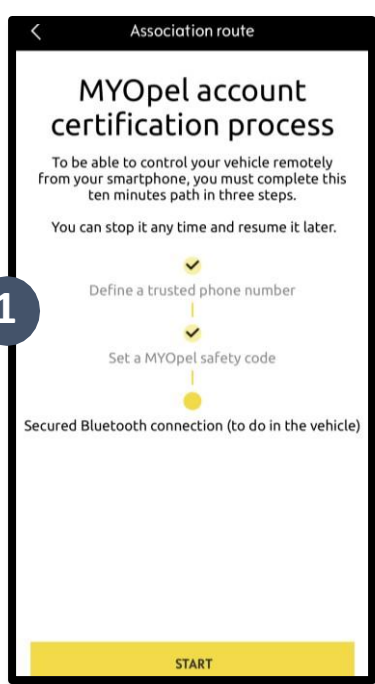 Association route
MYOpel account
certification process
To be able to control your vehicle remotely
from your smartphone, you must complete this
ten minutes path in three steps.
You can stop it any time and resume it later.
Define a trusted phone number
1
Set a MYOpel safety code
Secured Bluetooth connection (to do in the vehicle)
START